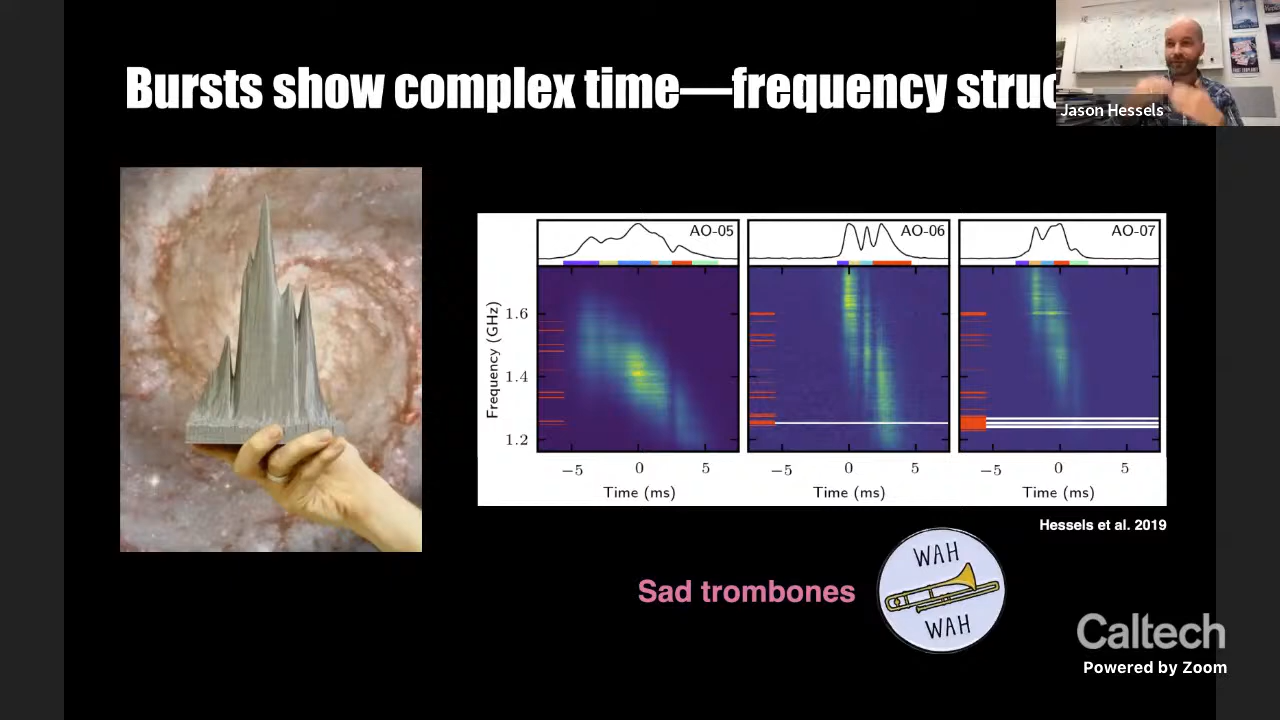 Bursts show complex time—frequency struc
Jason Hessels
AO-05
AO-06
AO-07
Frequency (GHz)
1.6
1.4
1.2
−5 0 5
−5 0 5
−5 0 5
Time (ms)
Time (ms)
Time (ms)
Hessels et al. 2019
Sad trombones
WAH
WAH
Caltech
Powered by Zoom